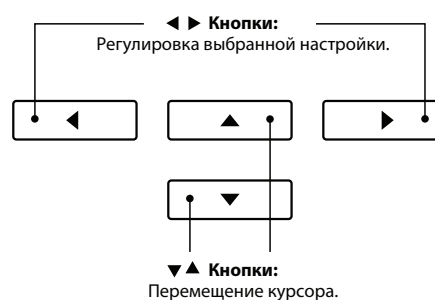 ◀ ▶ Кнопки:
Регулировка выбранной настройки.
▼▲ Кнопки:
Перемещение курсора.